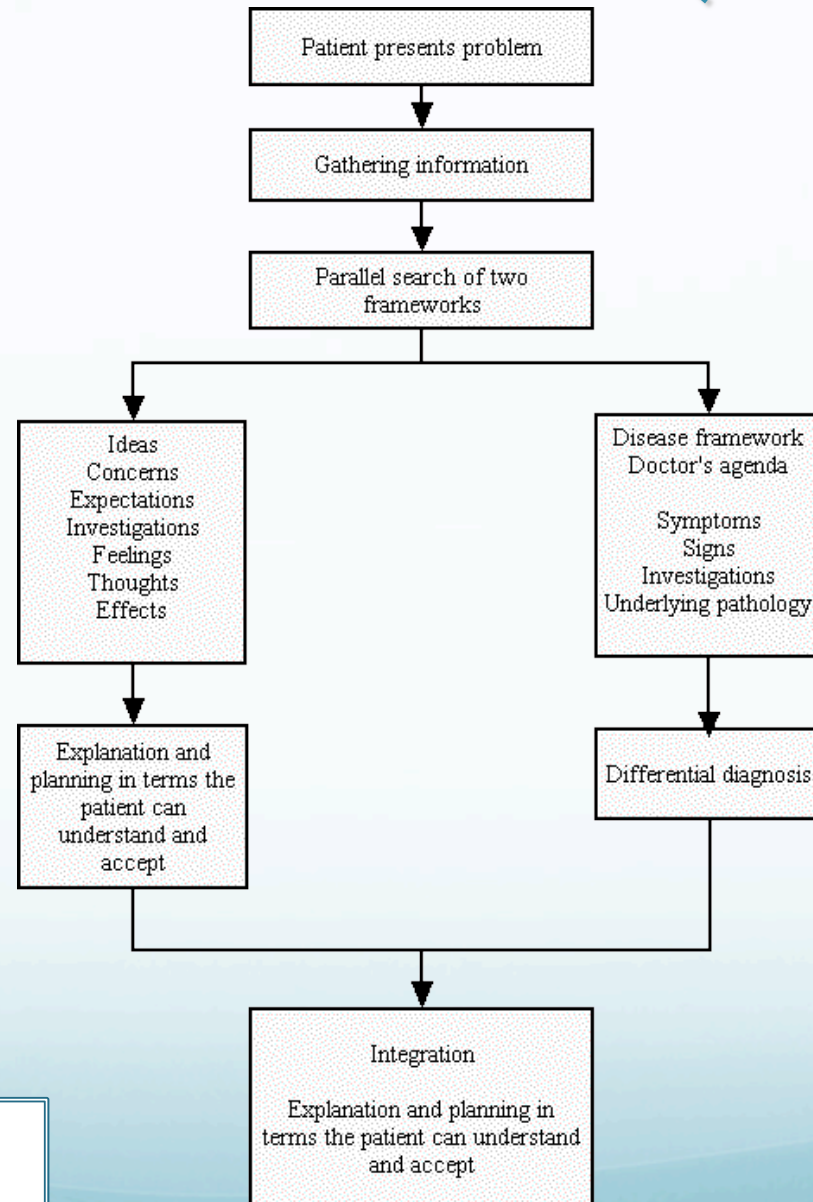 Patient presents problem
Gathering information
Parallel search of two
frameworks
Ideas
Concerns
Expectations
Investigations
Feelings
Thoughts
Effects
Disease framework
Doctor's agenda
Symptoms
Signs
Investigations
Underlying pathology
Explanation and
planning in terms the
patient can
understand and
accept
Differential diagnosis
Integration
Explanation and planning in
terms the patient can understand
and accept